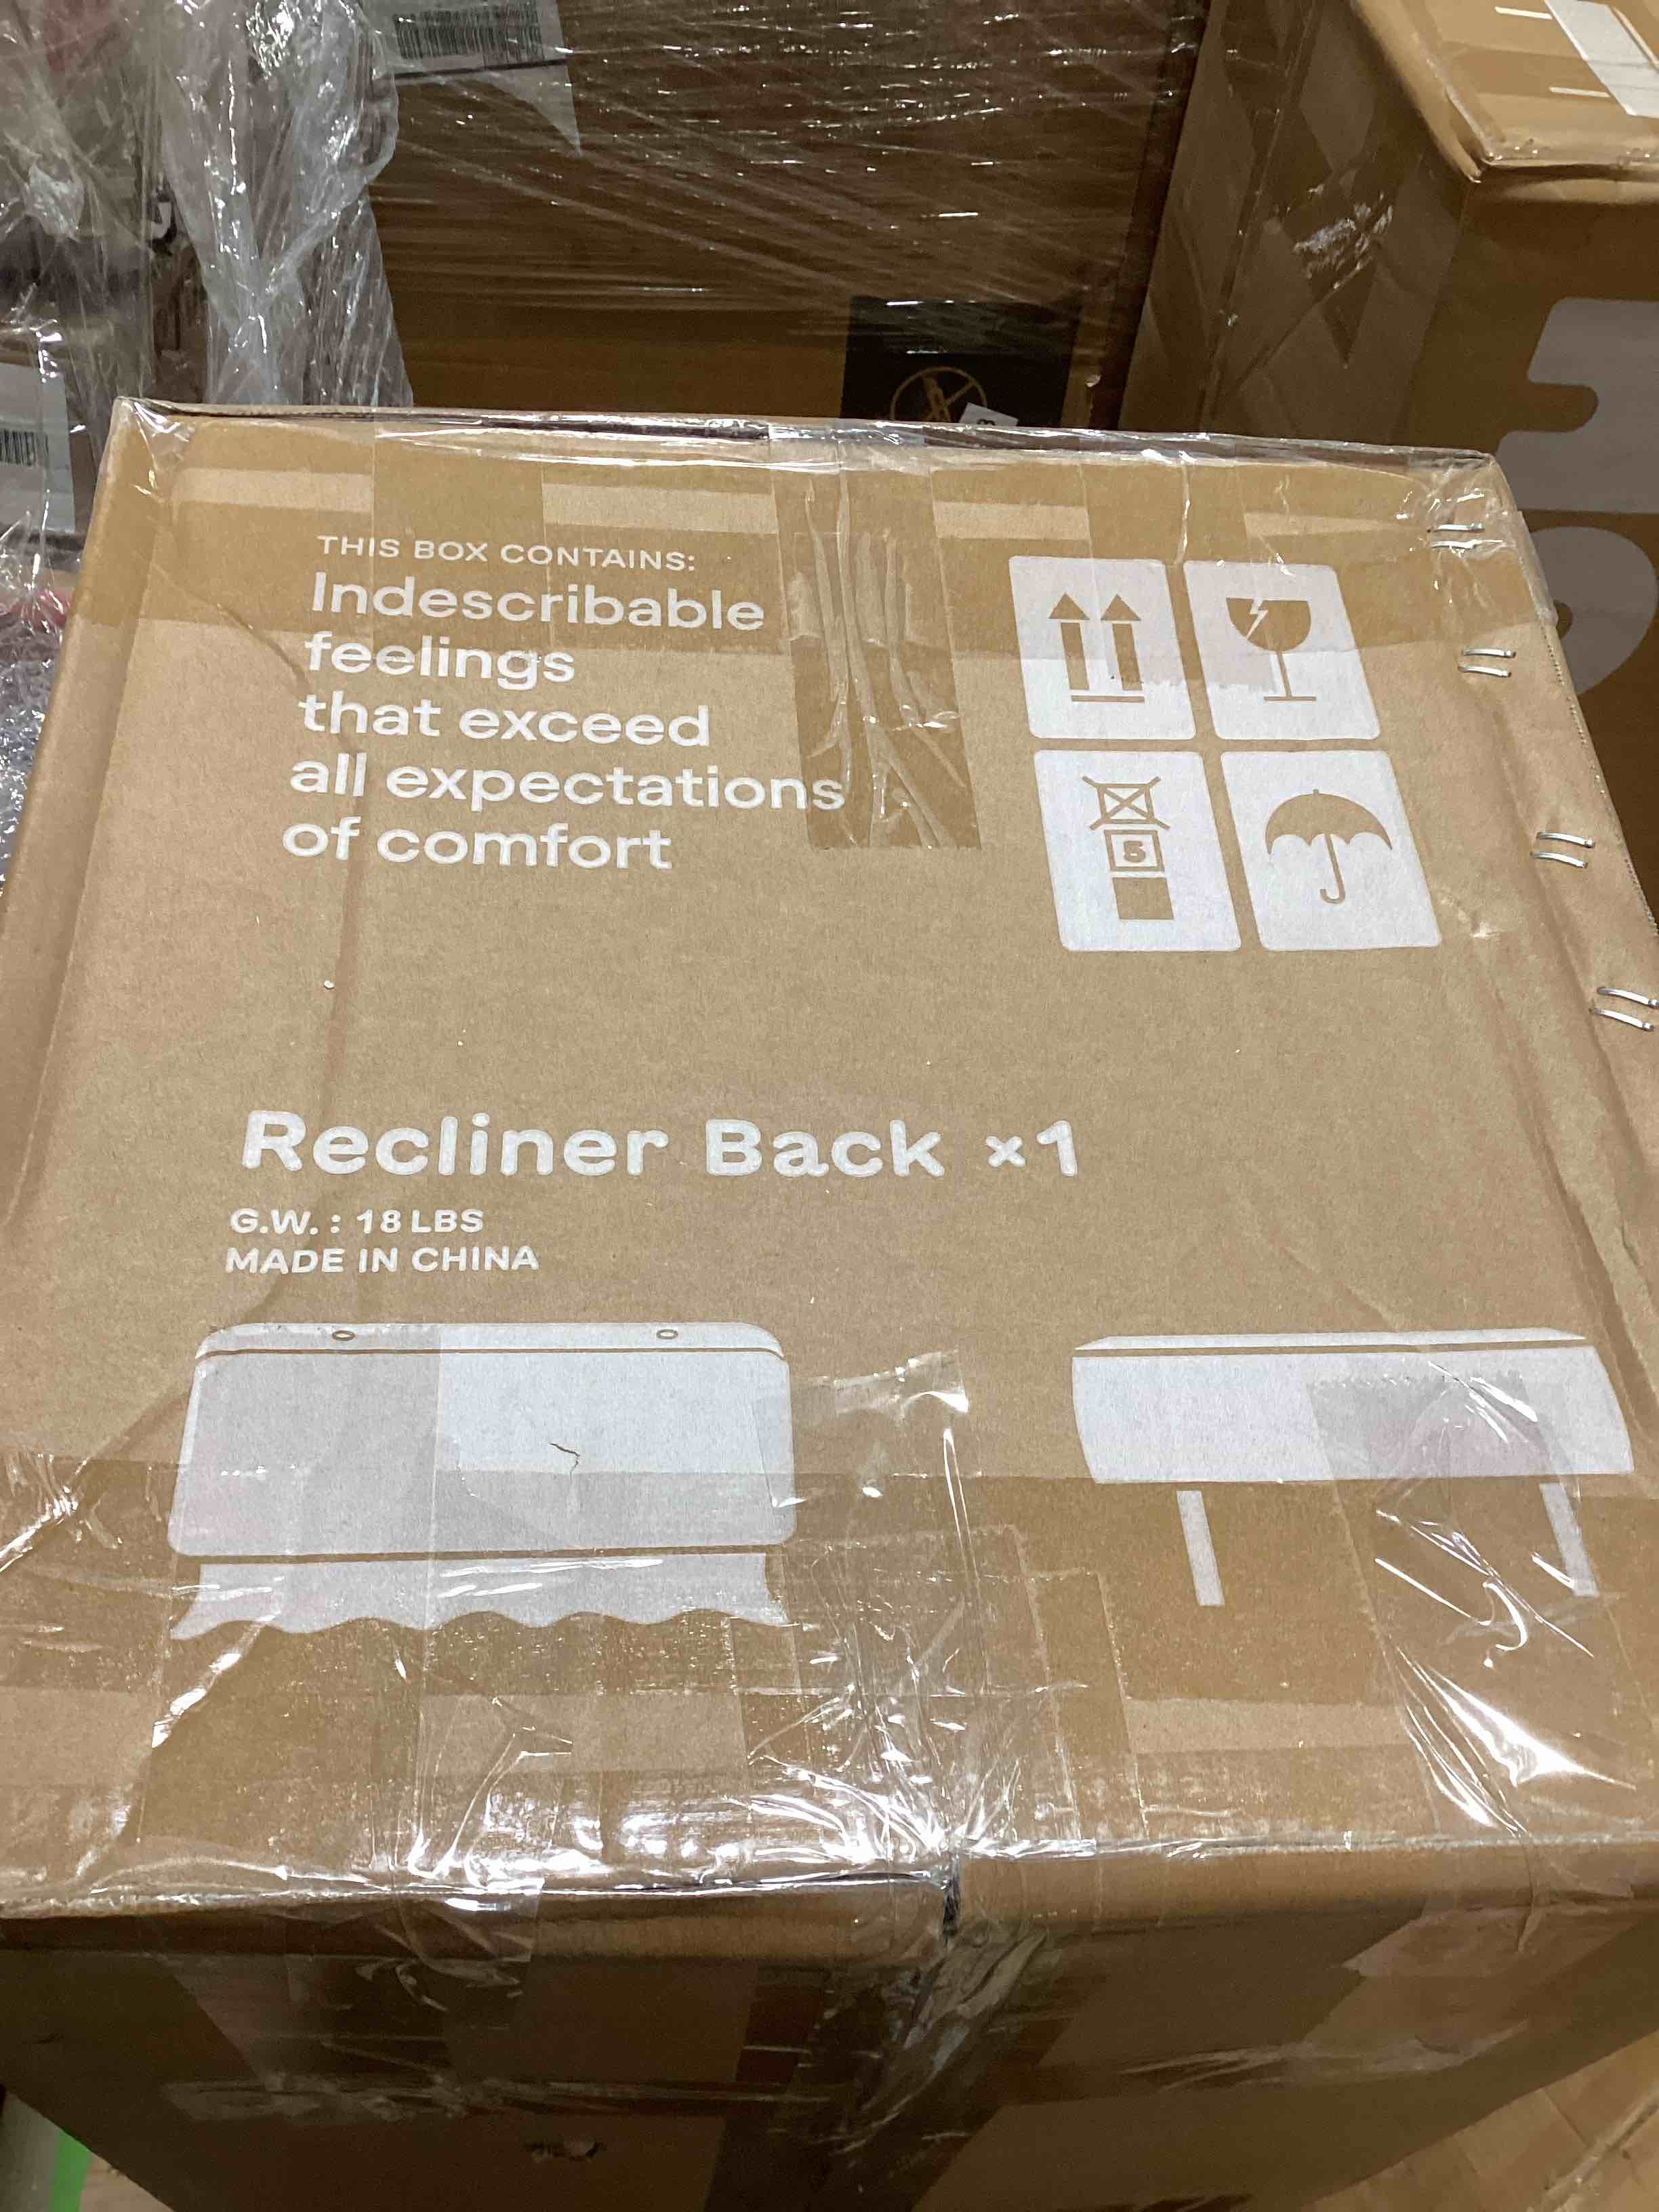 THIS BOX CONTAINS:
Indescribable
feelings
that exceed
all expectations
of comfort
5
Recliner Back ×1
G.W. : 18 LBS
MADE IN CHINA